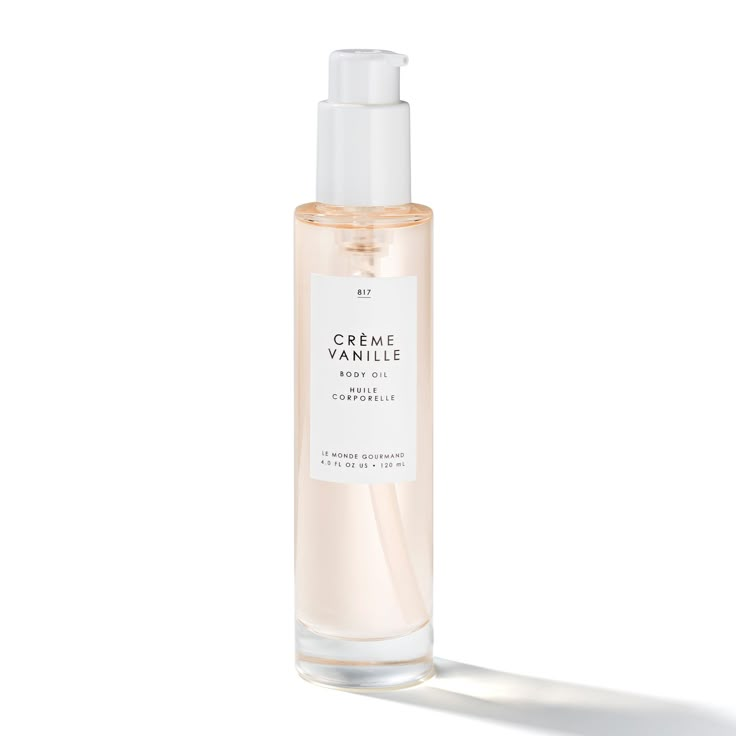 817
CRÈME
VANILLE
BODY OIL
HUILE
CORPORELLE
LE MONDE GOURMAND
4.0 FL OZ US • 120 mL